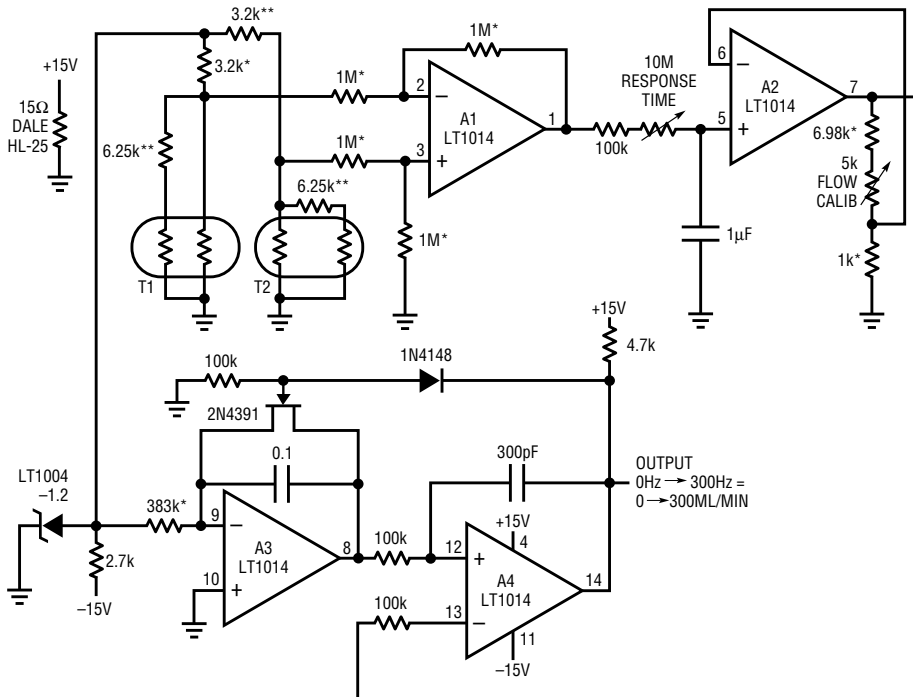 3.2k**
3.2k*
+15V
15Ω
DALE
HL-25
6.25k**
T1
1M*
1M*
6.25k**
T2
1M*
1M*
2
3
1
A1
LT1014
100k
10M
RESPONSE
TIME
1µF
6
5
7
A2
LT1014
6.98k*
5k
FLOW
CALIB
1k*
100k
2N4391
1N4148
+15V
4.7k
0.1
300pF
OUTPUT
0Hz → 300Hz =
0 → 300ML/MIN
LT1004
–1.2
383k*
2.7k
–15V
9
10
8
A3
LT1014
100k
100k
12
13
14
+15V
4
A4
LT1014
11
–15V